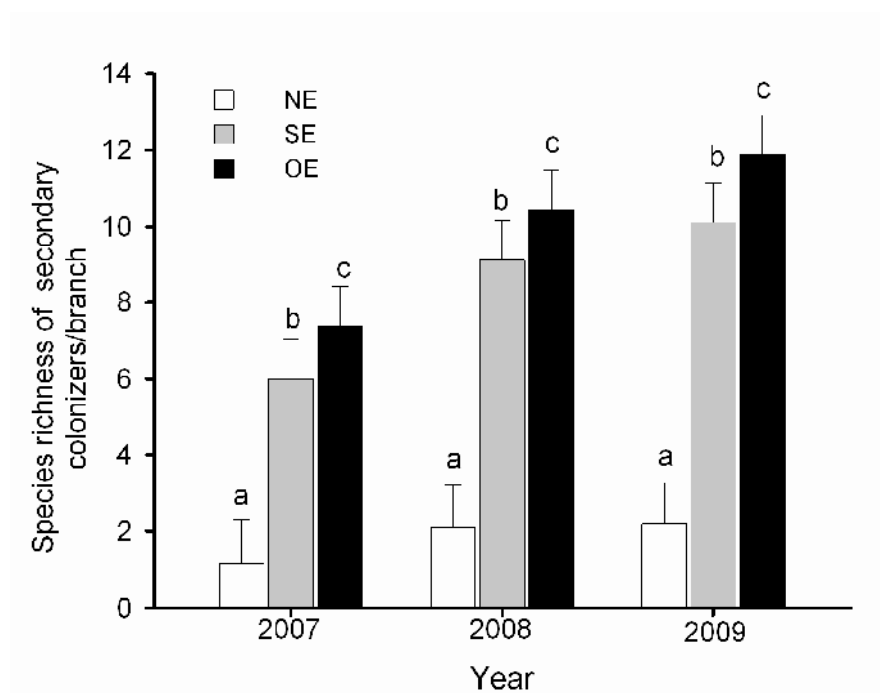 Species richness of secondary
colonizers/branch
14
12
10
8
6
4
2
0
NE
SE
OE
a
b
c
a
b
c
a
b
c
2007
2008
2009
Year